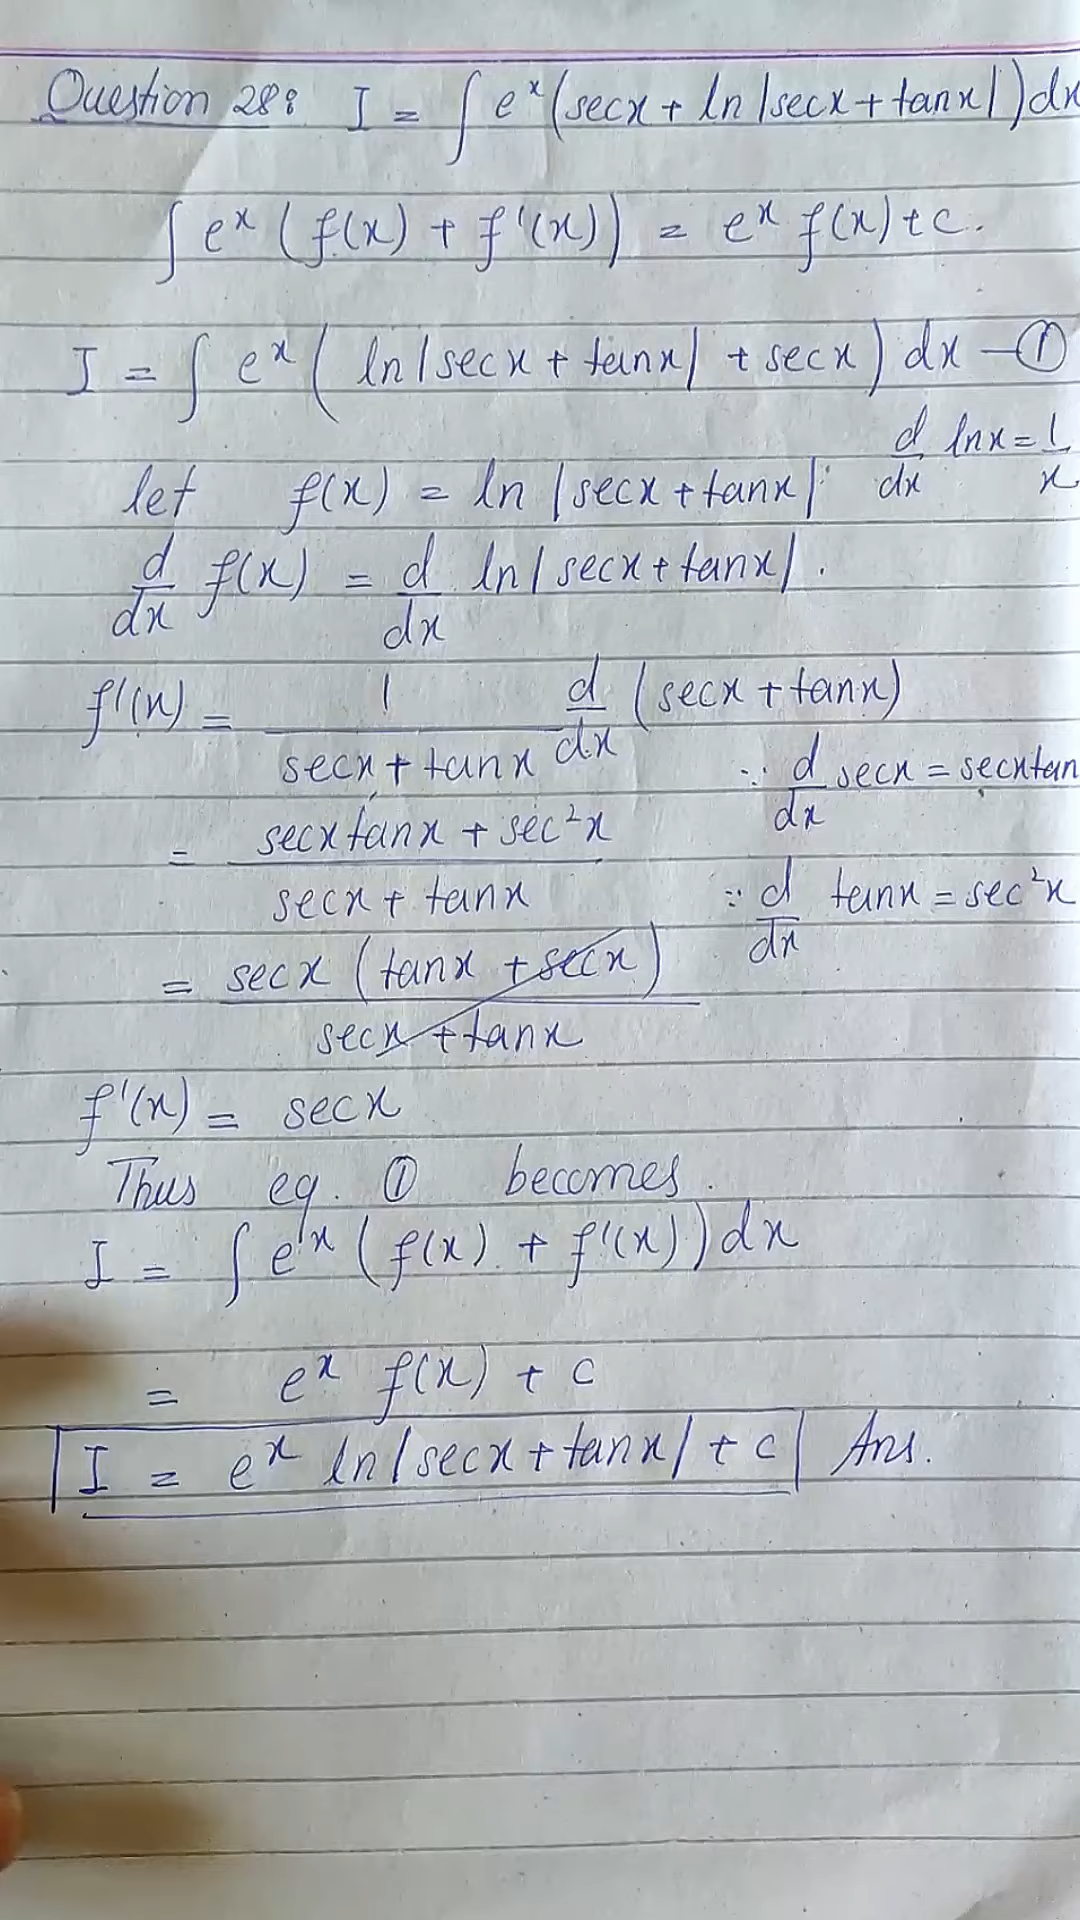 Question 28: I = ∫ eˣ (secx + ln |secx + tanx|) dx
∫ eˣ (f(x) + f'(x)) = eˣ f(x) + c.
I = ∫ eˣ ( ln |secx + tanx| + secx ) dx — ①
d/dx lnx = 1/x
let f(x) = ln |secx + tanx|
d/dx f(x) = d/dx ln | secx + tanx| .
f'(x) = 1/(secx + tanx) d/dx (secx + tanx)
∵ d/dx secx = secxtan
= (secxtanx + sec²x)/(secx + tanx)
∵ d/dx tanx = sec²x
= secx (tanx + secx)/(secx + tanx)
f'(x) = secx
Thus eq. ① becomes.
I = ∫ eˣ (f(x) + f'(x)) dx
= eˣ f(x) + c
I = eˣ ln |secx + tanx| + c Ans.